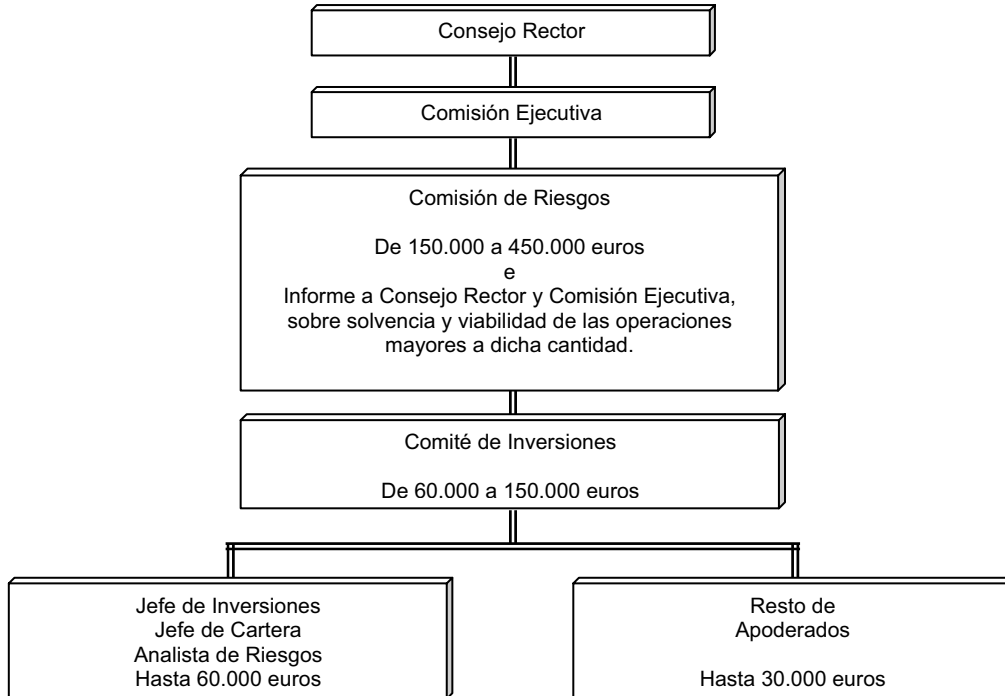 Consejo Rector
Comisión Ejecutiva
Comisión de Riesgos
De 150.000 a 450.000 euros
e
Informe a Consejo Rector y Comisión Ejecutiva,
sobre solvencia y viabilidad de las operaciones
mayores a dicha cantidad.
Comité de Inversiones
De 60.000 a 150.000 euros
Jefe de Inversiones
Jefe de Cartera
Analista de Riesgos
Hasta 60.000 euros
Resto de
Apoderados
Hasta 30.000 euros